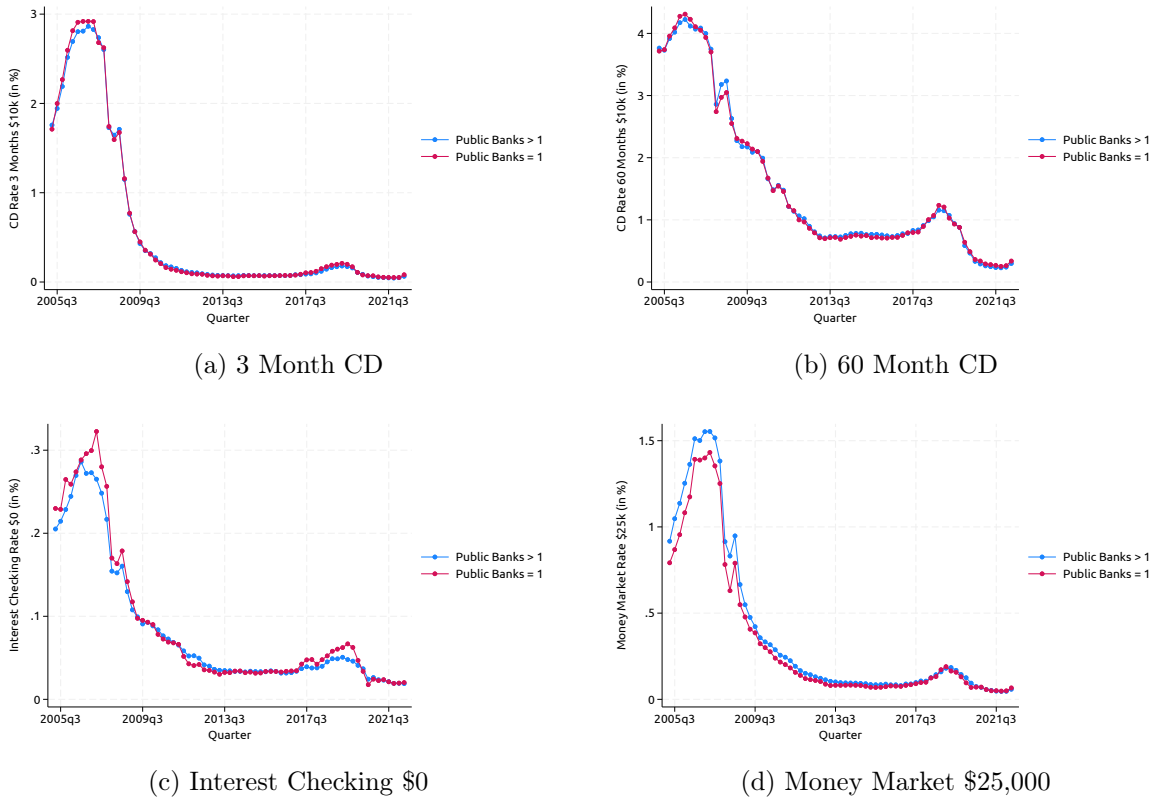 CD Rate 3 Months $10k (in %)
3
2
1
0
2005q3 2009q3 2013q3 2017q3 2021q3
Quarter
Public Banks > 1
Public Banks = 1
(a) 3 Month CD
CD Rate 60 Months $10k (in %)
4
3
2
1
0
2005q3 2009q3 2013q3 2017q3 2021q3
Quarter
Public Banks > 1
Public Banks = 1
(b) 60 Month CD
Interest Checking Rate $0 (in %)
.3
.2
.1
0
2005q3 2009q3 2013q3 2017q3 2021q3
Quarter
Public Banks > 1
Public Banks = 1
(c) Interest Checking $0
Money Market Rate $25k (in %)
1.5
1
.5
0
2005q3 2009q3 2013q3 2017q3 2021q3
Quarter
Public Banks > 1
Public Banks = 1
(d) Money Market $25,000